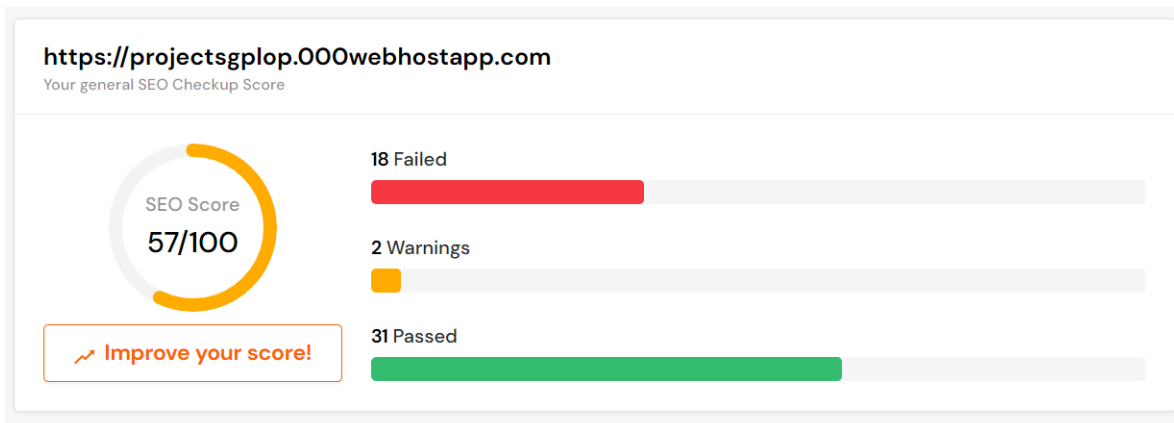 https://projectsgplop.000webhostapp.com
Your general SEO Checkup Score
SEO Score
57/100
Improve your score!
18 Failed
2 Warnings
31 Passed